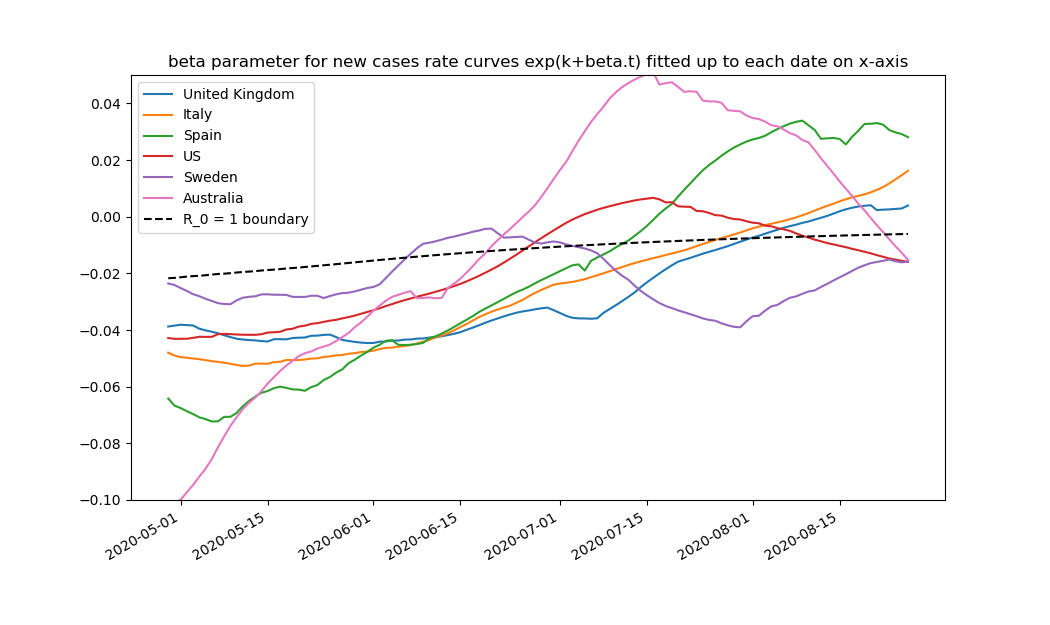 beta parameter for new cases rate curves exp(k+beta.t) fitted up to each date on x-axis
United Kingdom
Italy
Spain
US
Sweden
Australia
R_0 = 1 boundary
0.04
0.02
0.00
−0.02
−0.04
−0.06
−0.08
−0.10
2020-05-01
2020-05-15
2020-06-01
2020-06-15
2020-07-01
2020-07-15
2020-08-01
2020-08-15